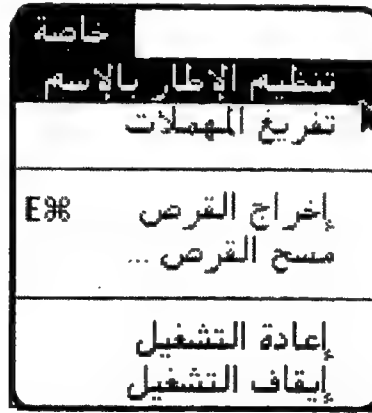 خاصة
تنظيم الإطار بالإسم
تفريغ المهملات
إخراج القرص E⌘
مسح القرص ...
إعادة التشغيل
إيقاف التشغيل